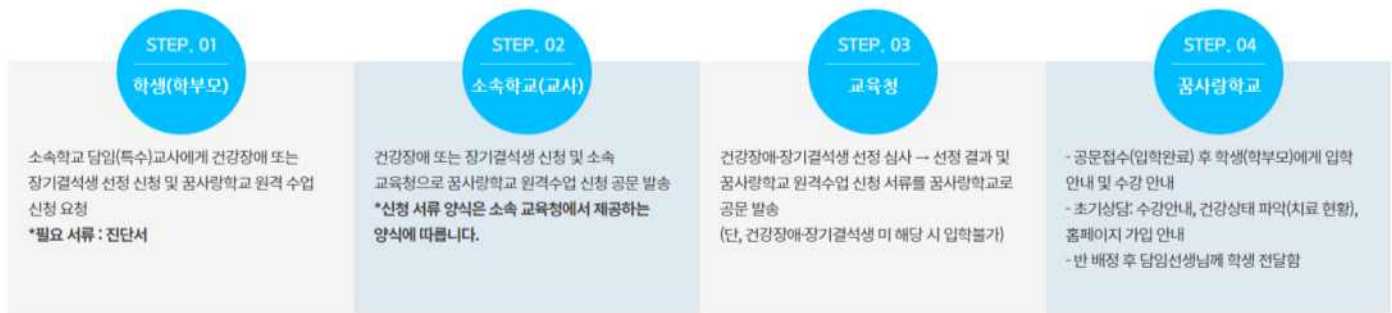 STEP. 01
학생(학부모)
소속학교 담임(특수)교사에게 건강장애 또는
장기결석생 선정 신청 및 꿈사랑학교 원격 수업
신청 요청
*필요 서류 : 진단서
STEP. 02
소속학교(교사)
건강장애 또는 장기결석생 신청 및 소속
교육청으로 꿈사랑학교 원격수업 신청 공문 발송
*신청 서류 양식은 소속 교육청에서 제공하는
양식에 따릅니다.
STEP. 03
교육청
건강장애·장기결석생 선정 심사 → 선정 결과 및
꿈사랑학교 원격수업 신청 서류를 꿈사랑학교로
공문 발송
(단, 건강장애·장기결석생 미 해당 시 입학불가)
STEP. 04
꿈사랑학교
- 공문접수(입학완료) 후 학생(학부모)에게 입학
안내 및 수강 안내
- 초기상담: 수강안내, 건강상태 파악(치료 현황),
홈페이지 가입 안내
- 반 배정 후 담임선생님께 학생 전달함